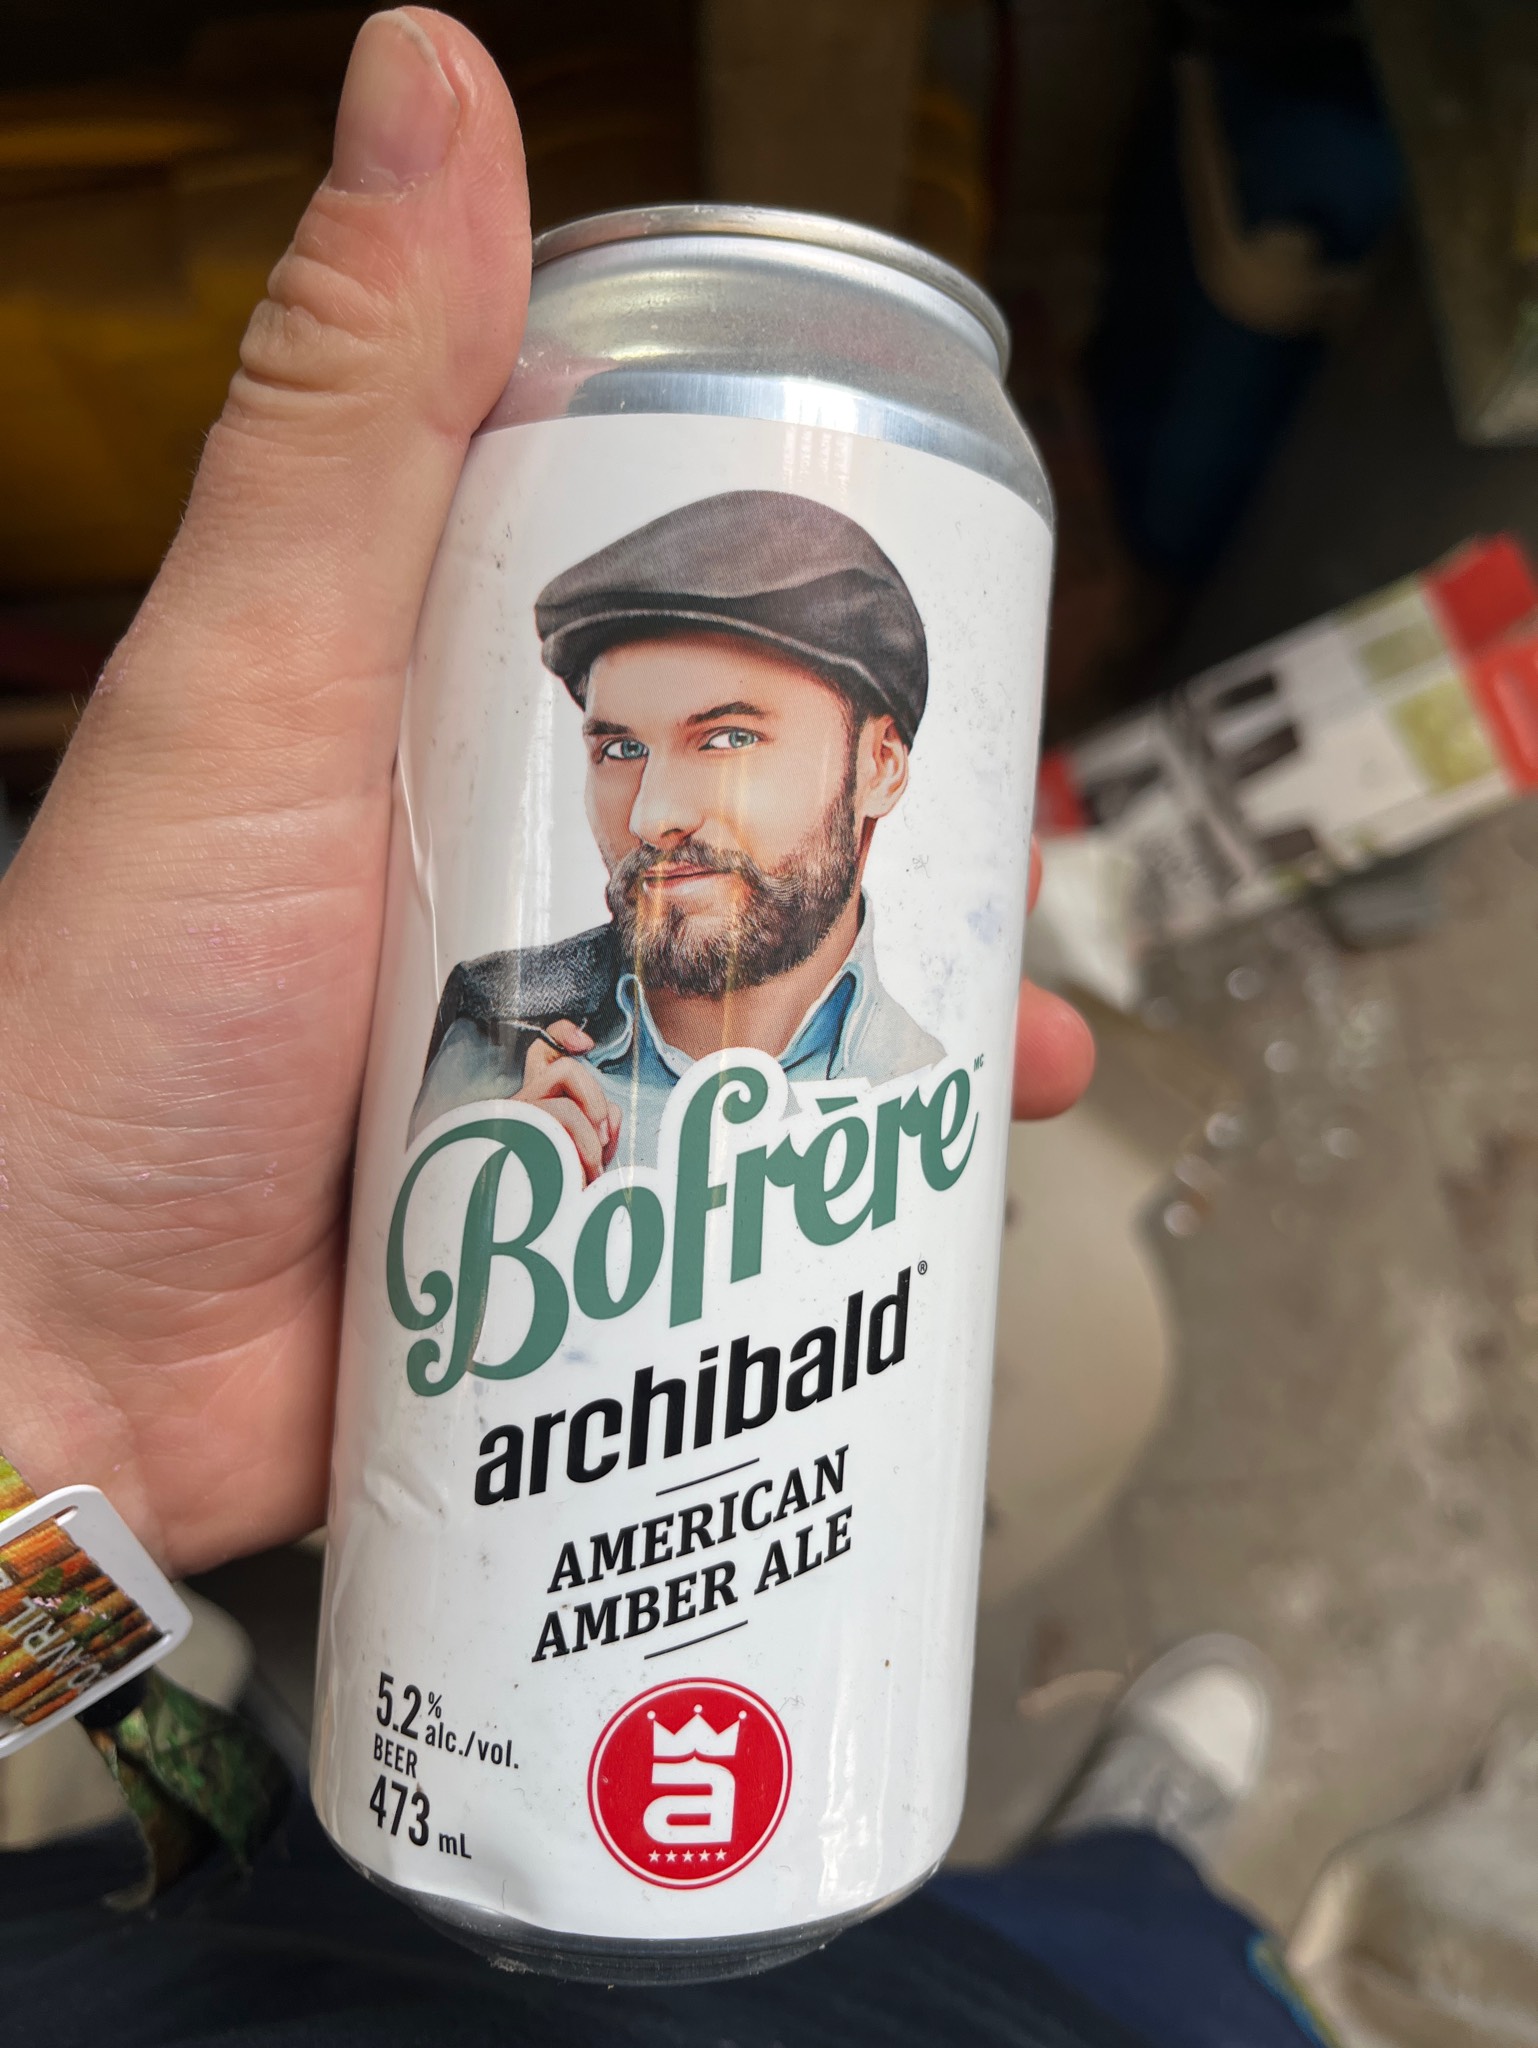 Bofrère MC
archibald®
AMERICAN
AMBER ALE
5.2% alc./vol.
BEER
473 mL
a